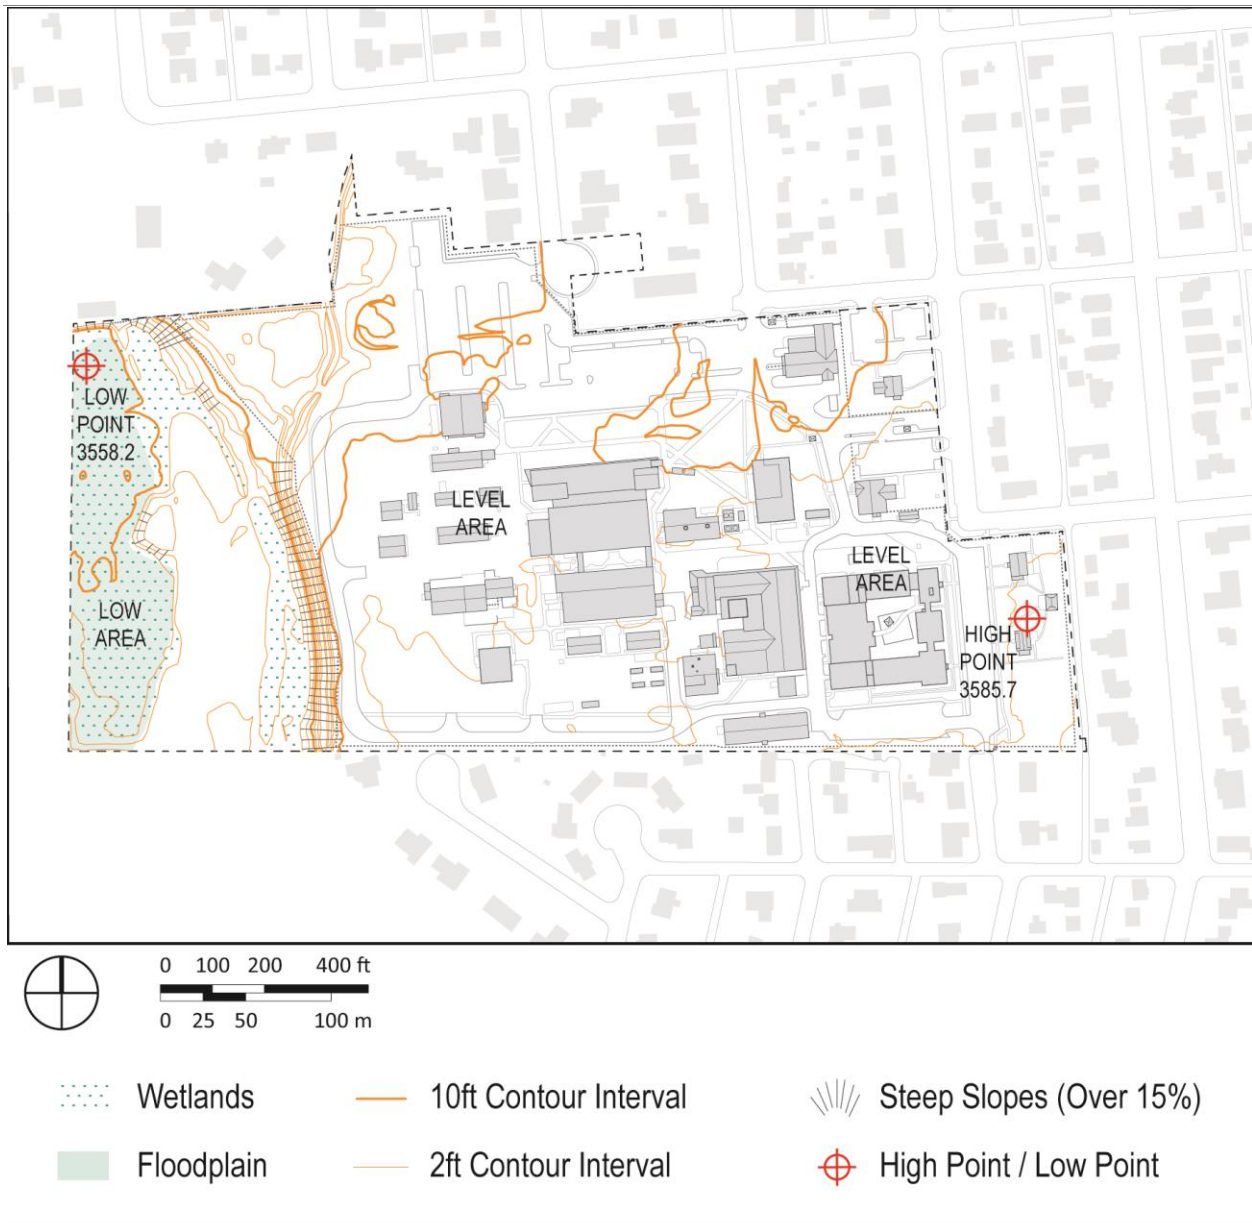 LOW
POINT
3558.2
LEVEL
AREA
LEVEL
AREA
LOW
AREA
HIGH
POINT
3585.7
0 100 200 400 ft
0 25 50 100 m
Wetlands
10ft Contour Interval
Steep Slopes (Over 15%)
Floodplain
2ft Contour Interval
High Point / Low Point